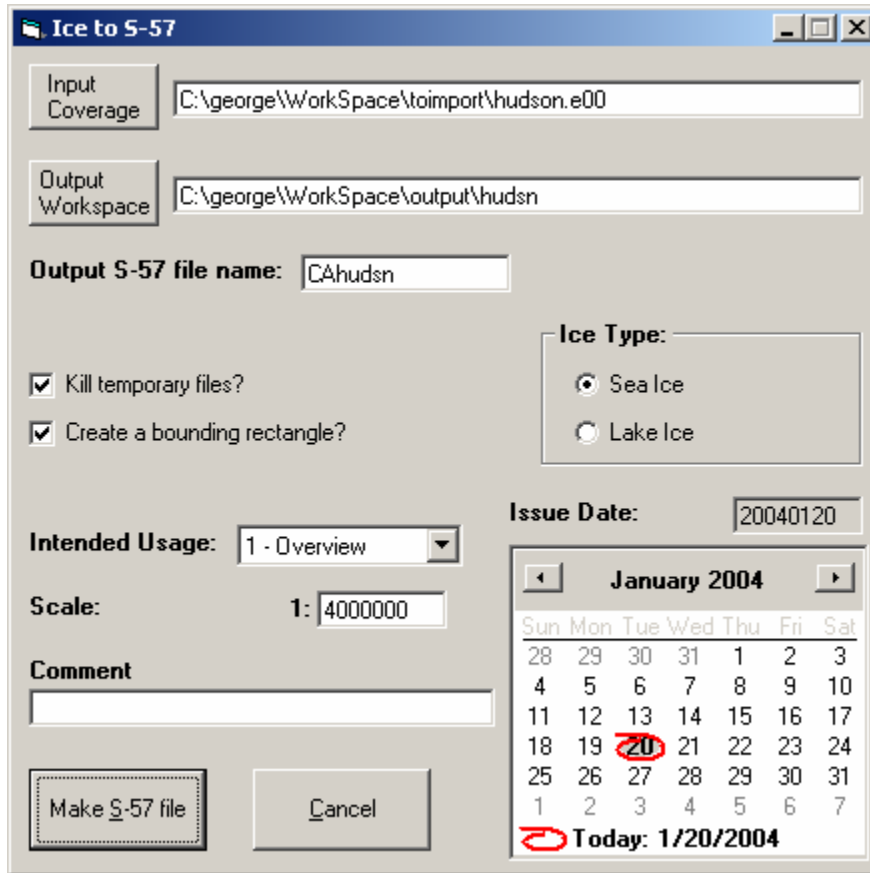 Ice to S-57
Input
Coverage
C:\george\WorkSpace\toimport\hudson.e00
Output
Workspace
C:\george\WorkSpace\output\hudsn
Output S-57 file name: CAhudsn
Ice Type:
Kill temporary files?
Sea Ice
Create a bounding rectangle?
Lake Ice
Issue Date: 20040120
Intended Usage: 1 - Overview
January 2004
Scale: 1: 4000000
Sun Mon Tue Wed Thu Fri Sat
28 29 30 31 1 2 3
4 5 6 7 8 9 10
11 12 13 14 15 16 17
18 19 20 21 22 23 24
25 26 27 28 29 30 31
1 2 3 4 5 6 7
Today: 1/20/2004
Comment
Make S-57 file
Cancel